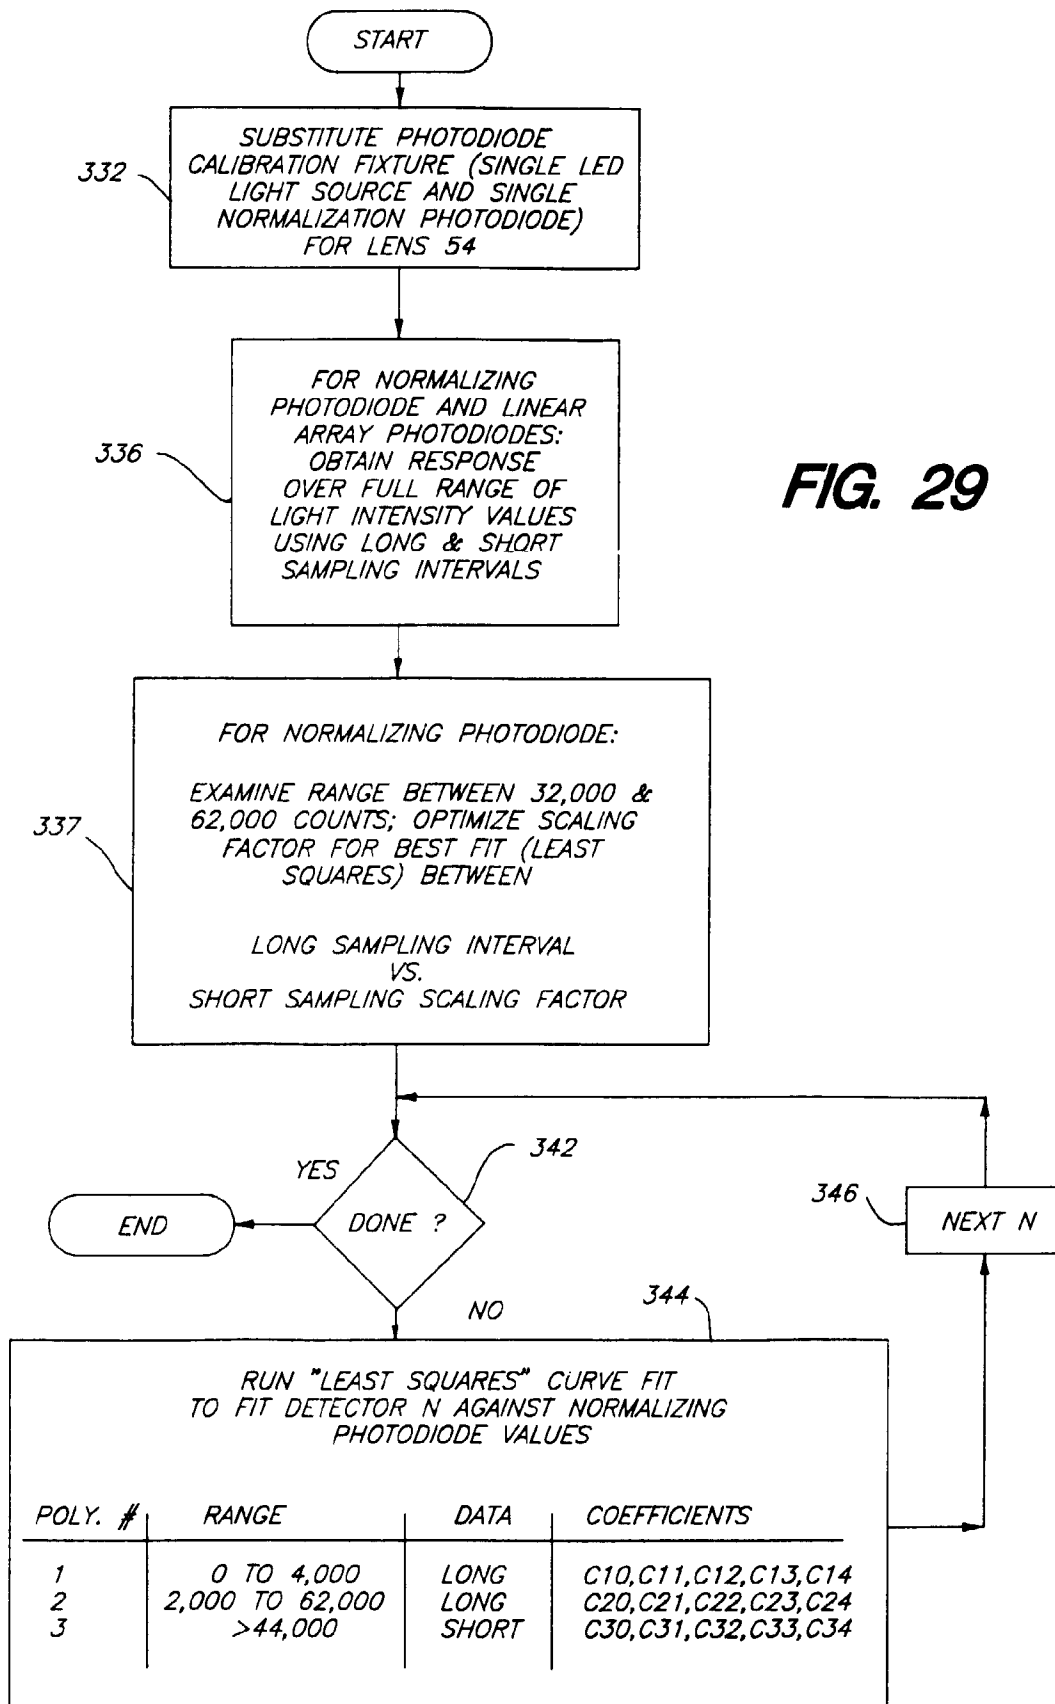 START
332
SUBSTITUTE PHOTODIODE
CALIBRATION FIXTURE (SINGLE LED
LIGHT SOURCE AND SINGLE
NORMALIZATION PHOTODIODE)
FOR LENS 54
336
FOR NORMALIZING
PHOTODIODE AND LINEAR
ARRAY PHOTODIODES:
OBTAIN RESPONSE
OVER FULL RANGE OF
LIGHT INTENSITY VALUES
USING LONG & SHORT
SAMPLING INTERVALS
FIG. 29
337
FOR NORMALIZING PHOTODIODE:
EXAMINE RANGE BETWEEN 32,000 &
62,000 COUNTS; OPTIMIZE SCALING
FACTOR FOR BEST FIT (LEAST
SQUARES) BETWEEN
LONG SAMPLING INTERVAL
VS.
SHORT SAMPLING SCALING FACTOR
342
YES
DONE ?
END
346
NEXT N
NO
344
RUN "LEAST SQUARES" CURVE FIT
TO FIT DETECTOR N AGAINST NORMALIZING
PHOTODIODE VALUES
POLY. # RANGE DATA COEFFICIENTS
1 0 TO 4,000 LONG C10,C11,C12,C13,C14
2 2,000 TO 62,000 LONG C20,C21,C22,C23,C24
3 >44,000 SHORT C30,C31,C32,C33,C34